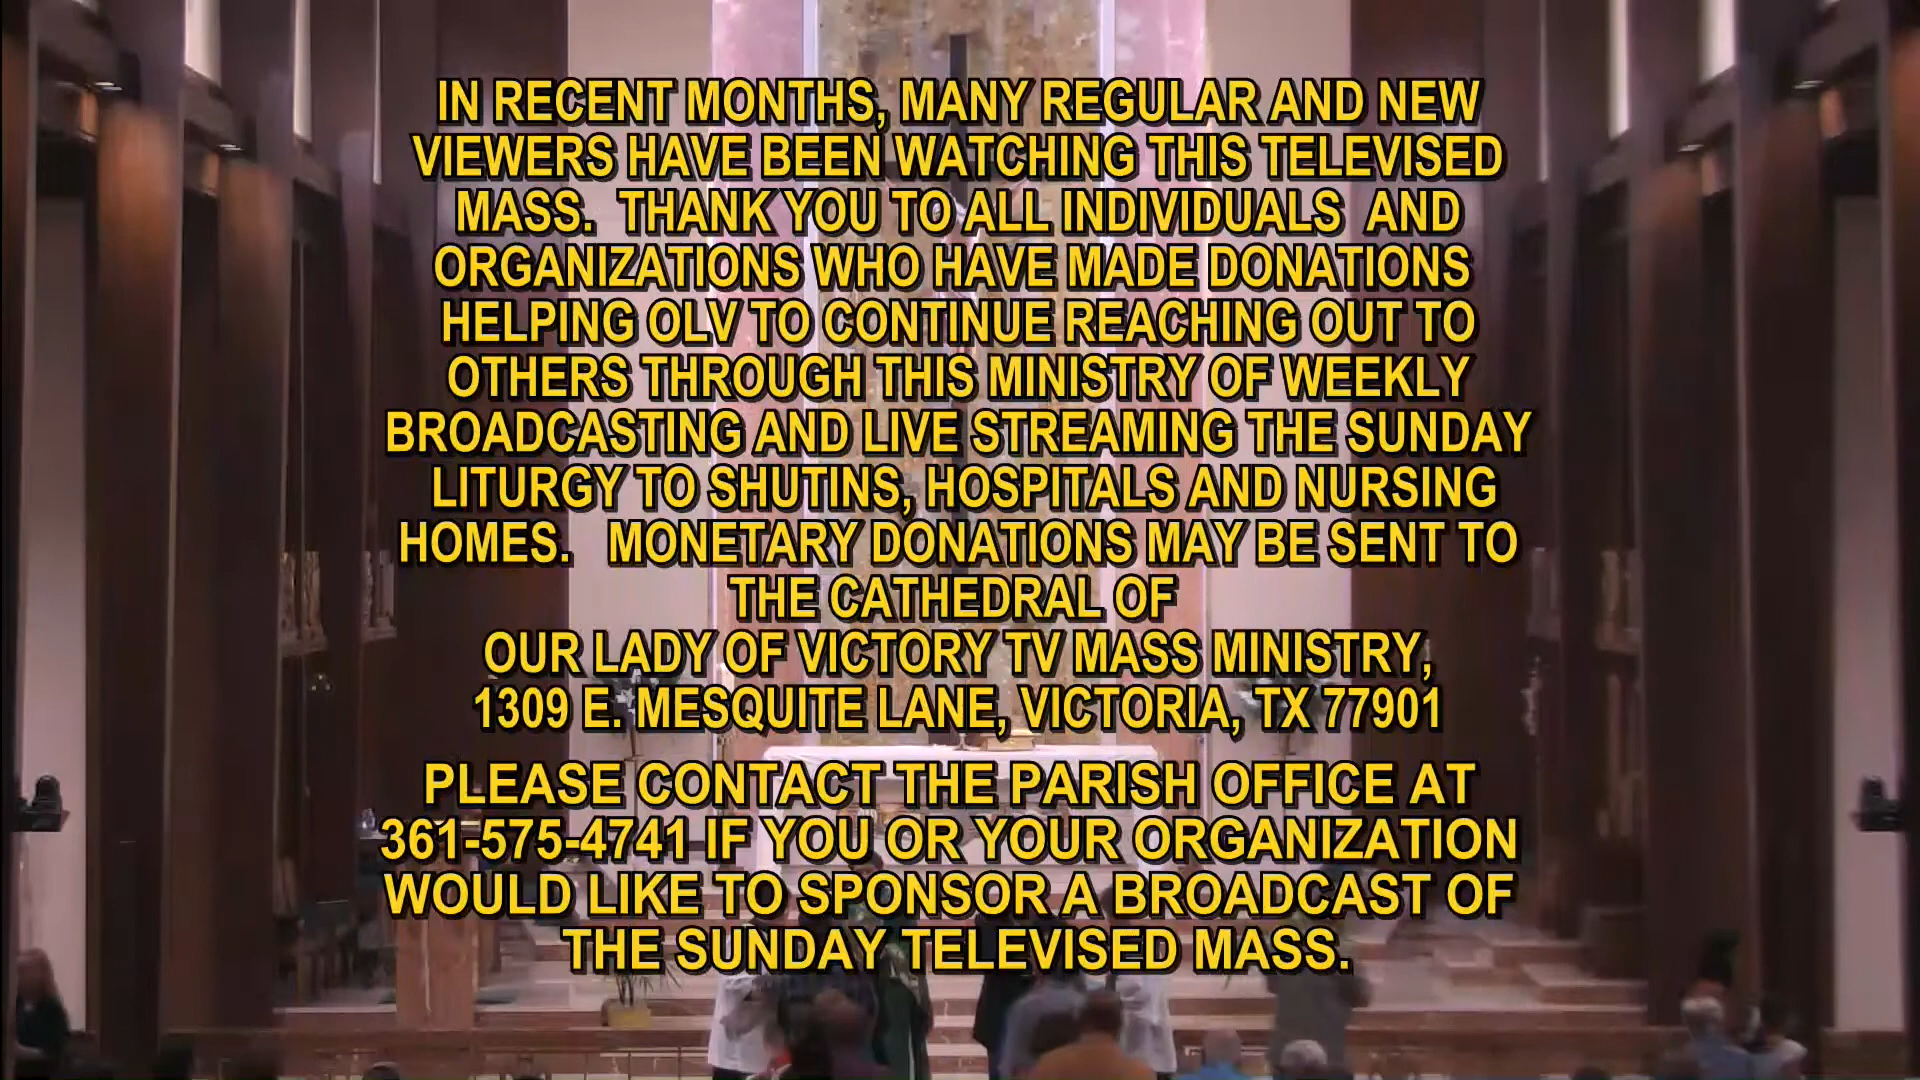 IN RECENT MONTHS, MANY REGULAR AND NEW
VIEWERS HAVE BEEN WATCHING THIS TELEVISED
MASS.  THANK YOU TO ALL INDIVIDUALS  AND
ORGANIZATIONS WHO HAVE MADE DONATIONS
HELPING OLV TO CONTINUE REACHING OUT TO
OTHERS THROUGH THIS MINISTRY OF WEEKLY
BROADCASTING AND LIVE STREAMING THE SUNDAY
LITURGY TO SHUTINS, HOSPITALS AND NURSING
HOMES.   MONETARY DONATIONS MAY BE SENT TO
THE CATHEDRAL OF
OUR LADY OF VICTORY TV MASS MINISTRY,
1309 E. MESQUITE LANE, VICTORIA, TX 77901
PLEASE CONTACT THE PARISH OFFICE AT
361-575-4741 IF YOU OR YOUR ORGANIZATION
WOULD LIKE TO SPONSOR A BROADCAST OF
THE SUNDAY TELEVISED MASS.